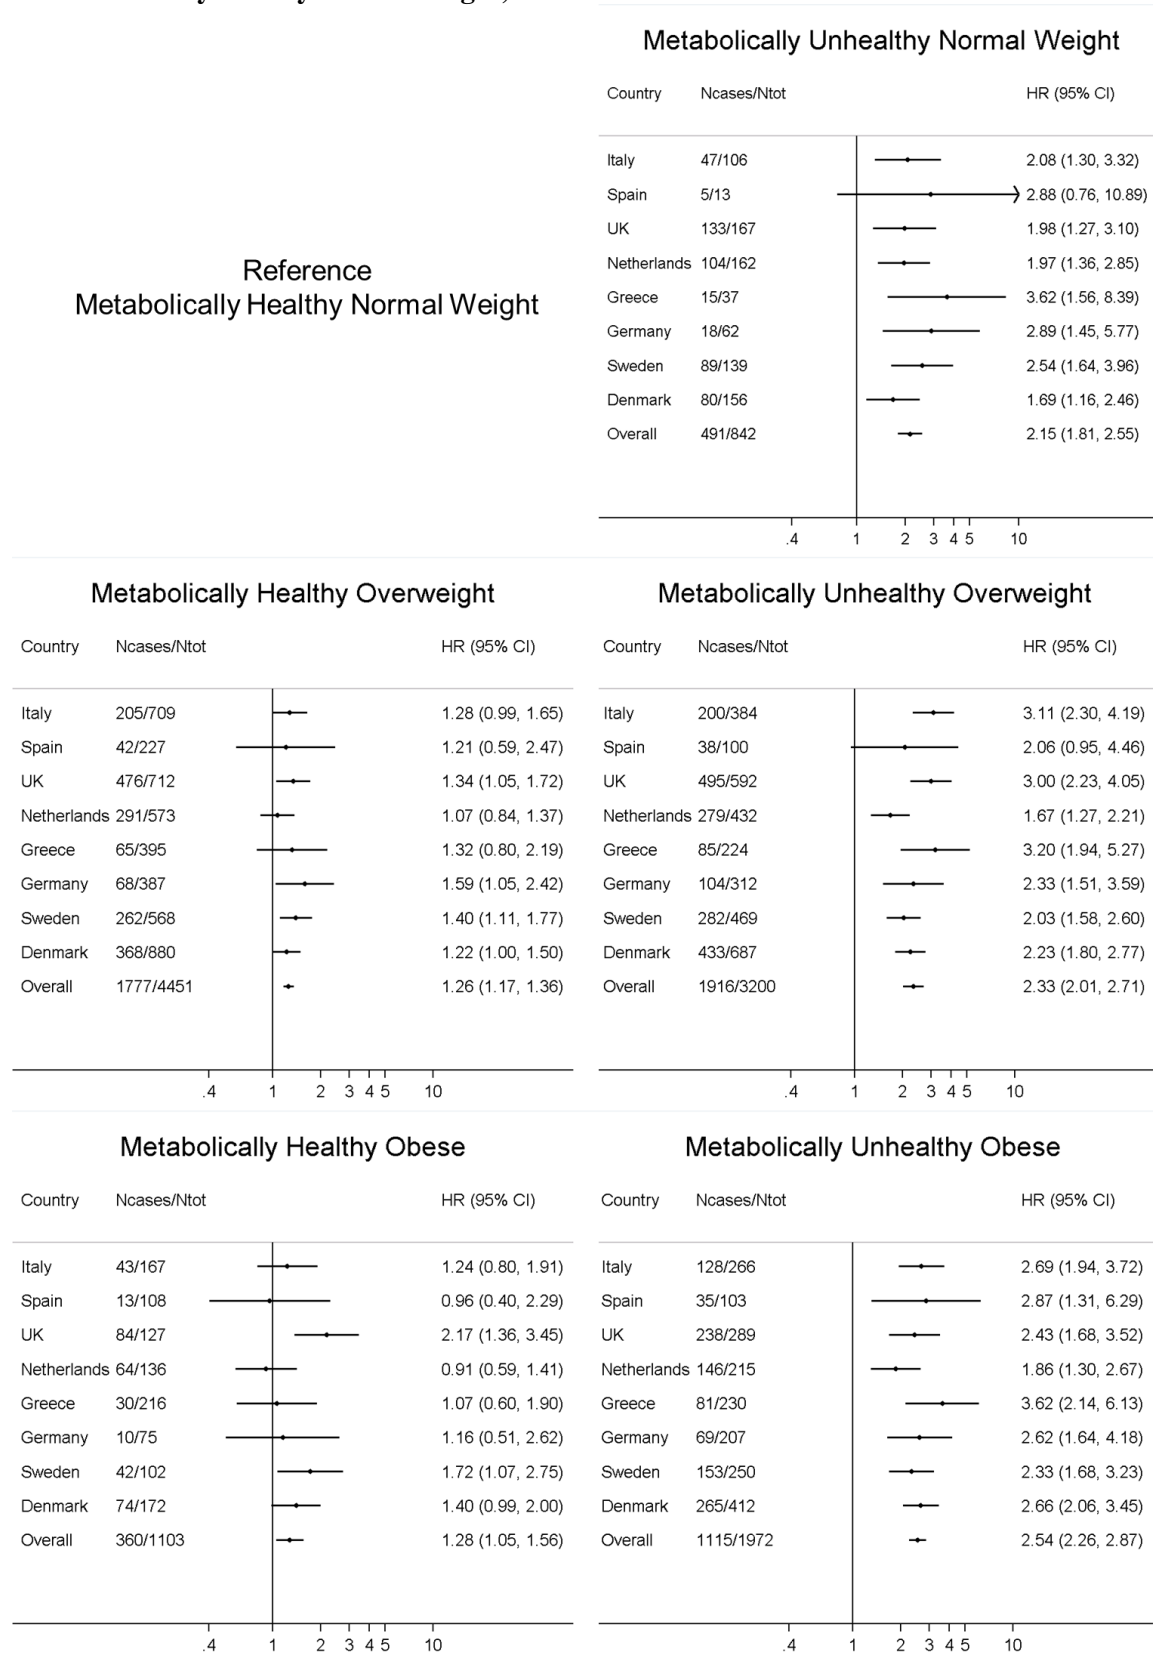 Metabolically Unhealthy Normal Weight
Country Ncases/Ntot HR (95% CI)
Italy 47/106 2.08 (1.30, 3.32)
Spain 5/13 2.88 (0.76, 10.89)
UK 133/167 1.98 (1.27, 3.10)
Netherlands 104/162 1.97 (1.36, 2.85)
Greece 15/37 3.62 (1.56, 8.39)
Germany 18/62 2.89 (1.45, 5.77)
Sweden 89/139 2.54 (1.64, 3.96)
Denmark 80/156 1.69 (1.16, 2.46)
Overall 491/842 2.15 (1.81, 2.55)
.4 1 2 3 4 5 10
Reference
Metabolically Healthy Normal Weight
Metabolically Healthy Overweight
Country Ncases/Ntot HR (95% CI)
Italy 205/709 1.28 (0.99, 1.65)
Spain 42/227 1.21 (0.59, 2.47)
UK 476/712 1.34 (1.05, 1.72)
Netherlands 291/573 1.07 (0.84, 1.37)
Greece 65/395 1.32 (0.80, 2.19)
Germany 68/387 1.59 (1.05, 2.42)
Sweden 262/568 1.40 (1.11, 1.77)
Denmark 368/880 1.22 (1.00, 1.50)
Overall 1777/4451 1.26 (1.17, 1.36)
.4 1 2 3 4 5 10
Metabolically Unhealthy Overweight
Country Ncases/Ntot HR (95% CI)
Italy 200/384 3.11 (2.30, 4.19)
Spain 38/100 2.06 (0.95, 4.46)
UK 495/592 3.00 (2.23, 4.05)
Netherlands 279/432 1.67 (1.27, 2.21)
Greece 85/224 3.20 (1.94, 5.27)
Germany 104/312 2.33 (1.51, 3.59)
Sweden 282/469 2.03 (1.58, 2.60)
Denmark 433/687 2.23 (1.80, 2.77)
Overall 1916/3200 2.33 (2.01, 2.71)
.4 1 2 3 4 5 10
Metabolically Healthy Obese
Country Ncases/Ntot HR (95% CI)
Italy 43/167 1.24 (0.80, 1.91)
Spain 13/108 0.96 (0.40, 2.29)
UK 84/127 2.17 (1.36, 3.45)
Netherlands 64/136 0.91 (0.59, 1.41)
Greece 30/216 1.07 (0.60, 1.90)
Germany 10/75 1.16 (0.51, 2.62)
Sweden 42/102 1.72 (1.07, 2.75)
Denmark 74/172 1.40 (0.99, 2.00)
Overall 360/1103 1.28 (1.05, 1.56)
.4 1 2 3 4 5 10
Metabolically Unhealthy Obese
Country Ncases/Ntot HR (95% CI)
Italy 128/266 2.69 (1.94, 3.72)
Spain 35/103 2.87 (1.31, 6.29)
UK 238/289 2.43 (1.68, 3.52)
Netherlands 146/215 1.86 (1.30, 2.67)
Greece 81/230 3.62 (2.14, 6.13)
Germany 69/207 2.62 (1.64, 4.18)
Sweden 153/250 2.33 (1.68, 3.23)
Denmark 265/412 2.66 (2.06, 3.45)
Overall 1115/1972 2.54 (2.26, 2.87)
.4 1 2 3 4 5 10